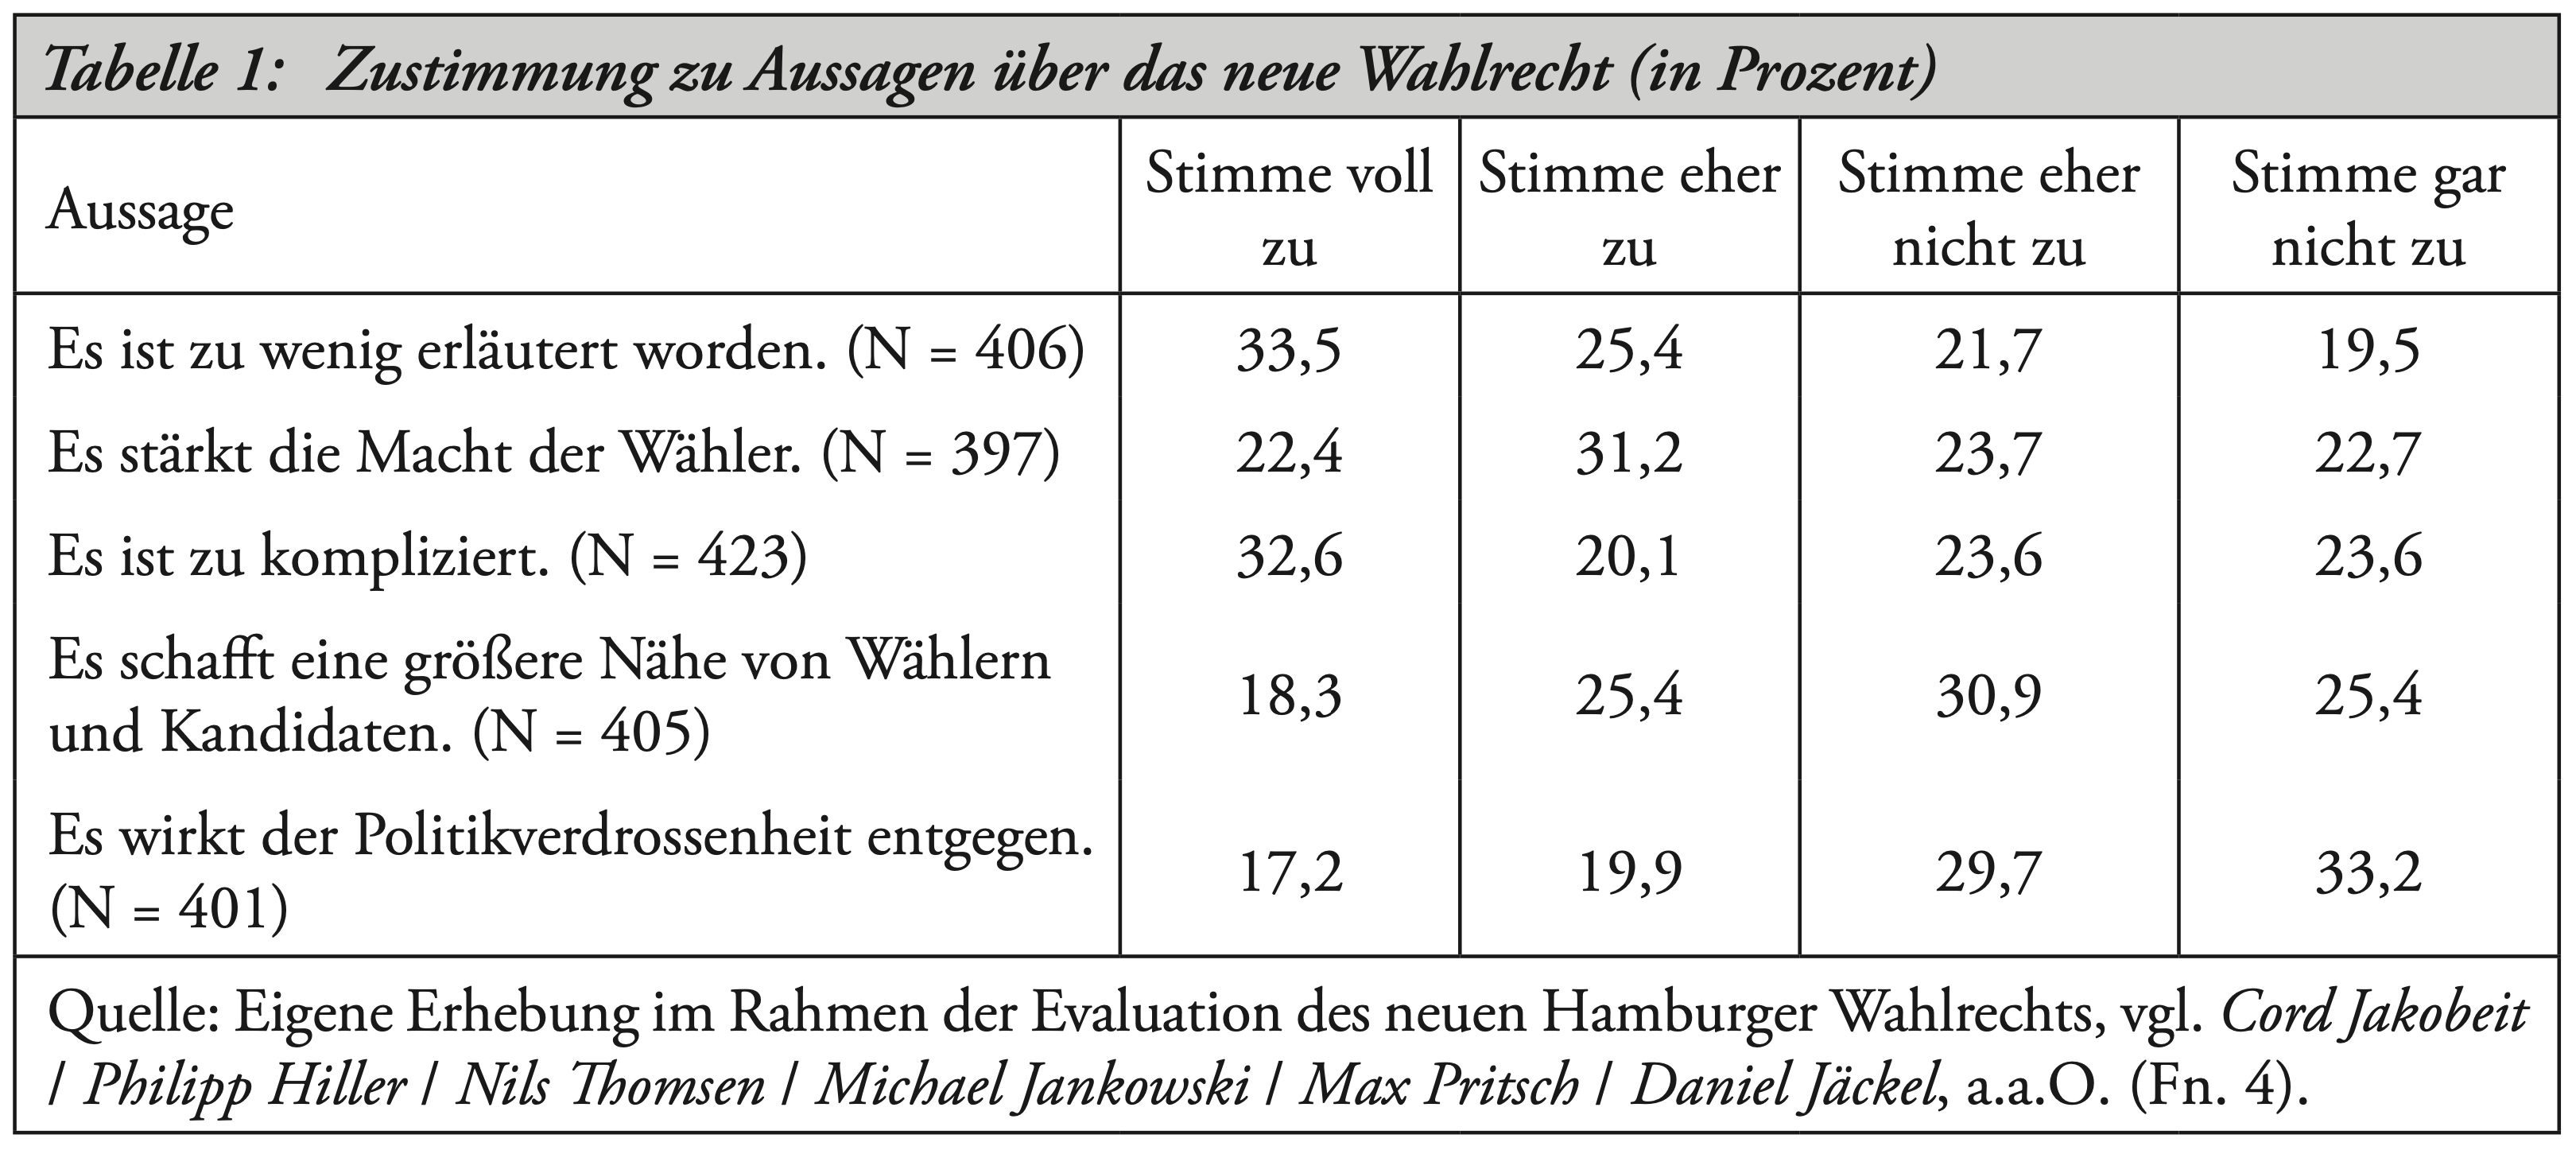 Tabelle 1: Zustimmung zu Aussagen über das neue Wahlrecht (in Prozent)
Aussage
Stimme voll
zu
Stimme eher
zu
Stimme eher
nicht zu
Stimme gar
nicht zu
Es ist zu wenig erläutert worden. (N = 406) 33,5 25,4 21,7 19,5
Es stärkt die Macht der Wähler. (N = 397) 22,4 31,2 23,7 22,7
Es ist zu kompliziert. (N = 423) 32,6 20,1 23,6 23,6
Es schafft eine größere Nähe von Wählern
und Kandidaten. (N = 405)
18,3 25,4 30,9 25,4
Es wirkt der Politikverdrossenheit entgegen.
(N = 401)
17,2 19,9 29,7 33,2
Quelle: Eigene Erhebung im Rahmen der Evaluation des neuen Hamburger Wahlrechts, vgl. Cord Jakobeit
/ Philipp Hiller / Nils Thomsen / Michael Jankowski / Max Pritsch / Daniel Jäckel, a.a.O. (Fn. 4).